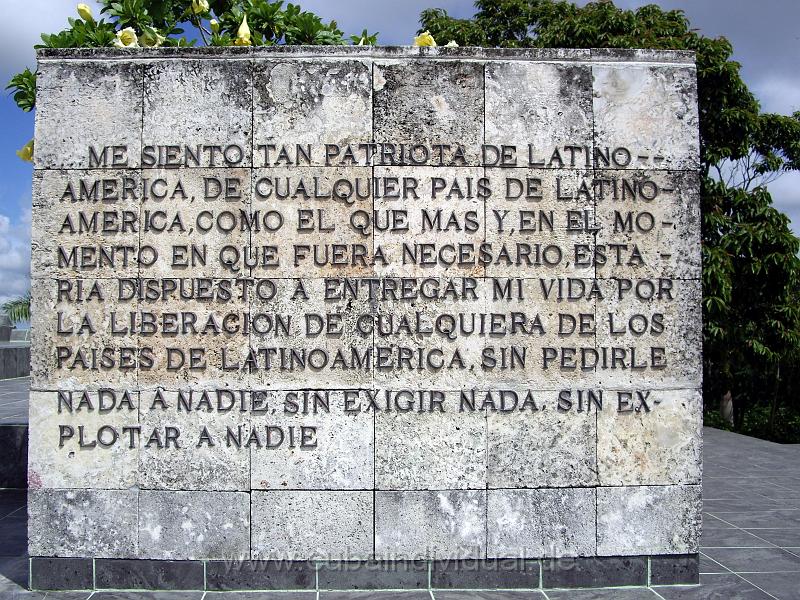 ME SIENTO TAN PATRIOTA DE LATINO--
AMERICA, DE CUALQUIER PAIS DE LATINO-
AMERICA, COMO EL QUE MAS Y, EN EL MO-
MENTO EN QUE FUERA NECESARIO, ESTA-
RIA DISPUESTO A ENTREGAR MI VIDA POR
LA LIBERACION DE CUALQUIERA DE LOS
PAISES DE LATINOAMERICA, SIN PEDIRLE
NADA A NADIE, SIN EXIGIR NADA, SIN EX-
PLOTAR A NADIE
www.cubaindividual.de